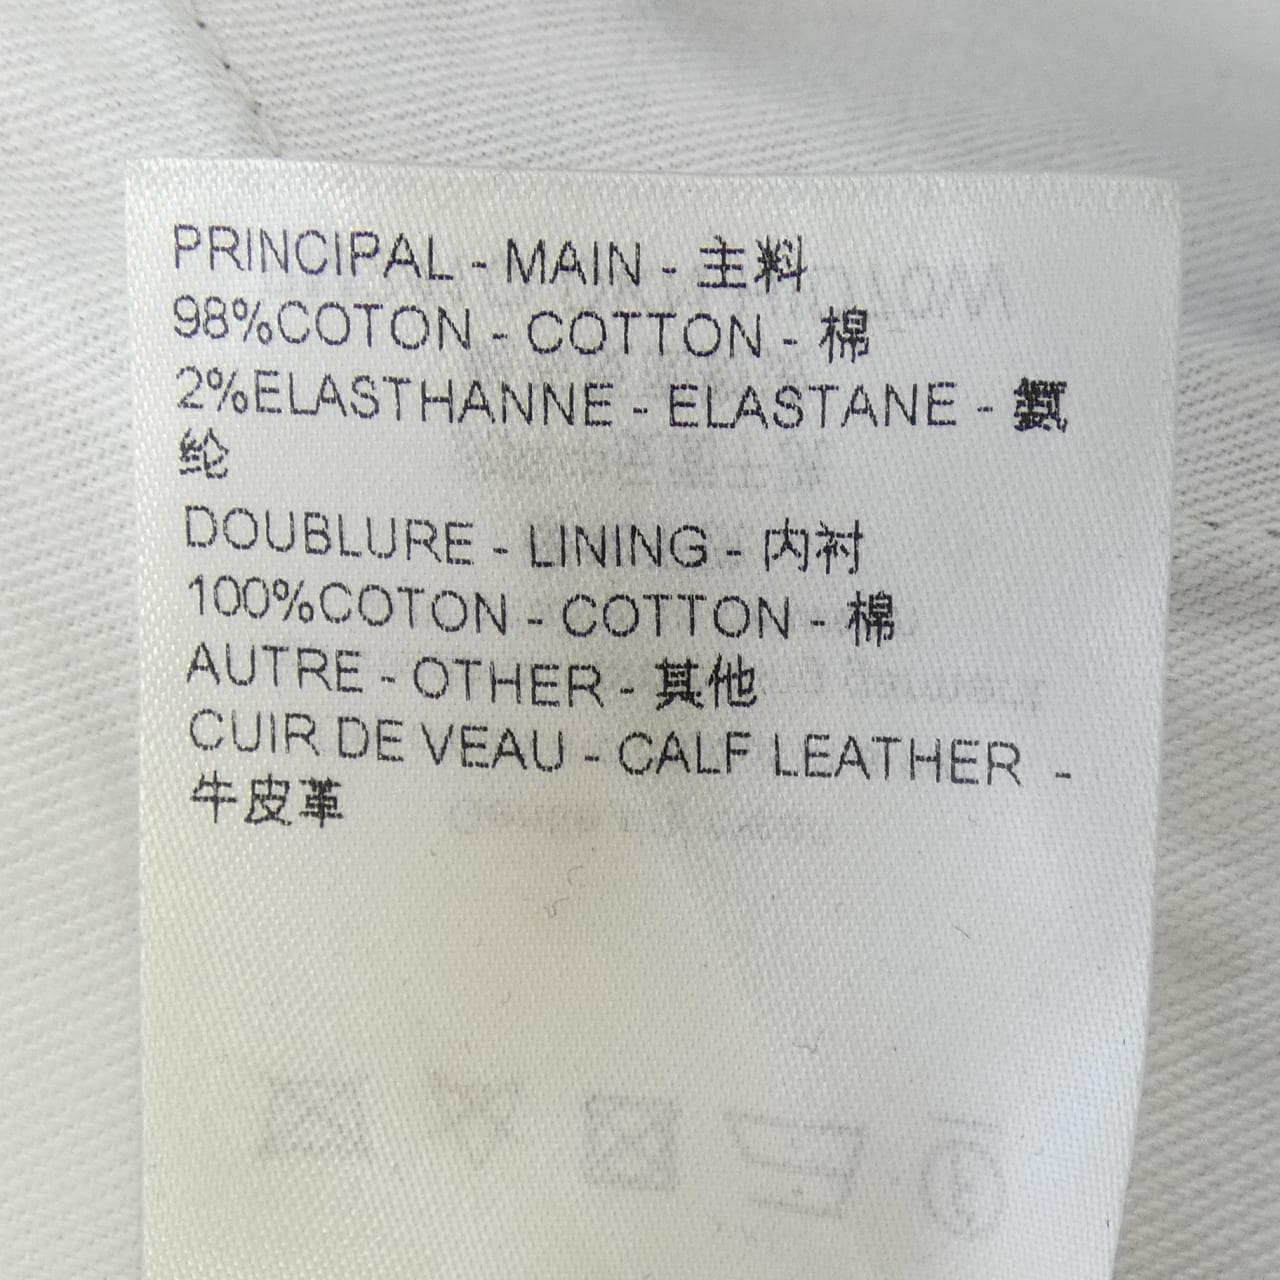 PRINCIPAL - MAIN - 主料
98%COTON - COTTON - 棉
2%ELASTHANNE - ELASTANE - 氨
纶
DOUBLURE - LINING - 内衬
100%COTON - COTTON - 棉
AUTRE - OTHER - 其他
CUIR DE VEAU - CALF LEATHER -
牛皮革